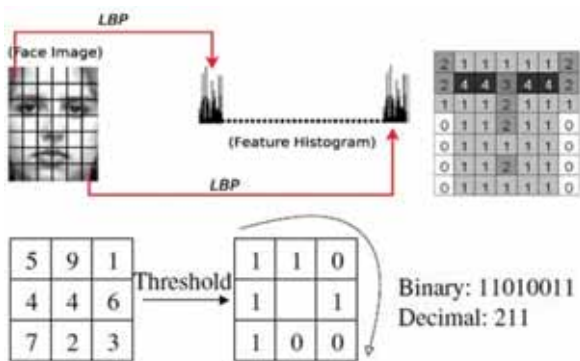 LBP
(Face Image)
(Feature Histogram)
LBP
2 1 1 1 1 1 2
2 4 4 3 4 4 2
1 1 1 2 1 1 1
0 1 1 2 1 1 0
0 1 1 1 1 1 0
0 1 1 2 1 1 0
0 1 1 1 1 1 0
5 9 1
4 4 6
7 2 3
Threshold
1 1 0
1 1
1 0 0
Binary: 11010011
Decimal: 211